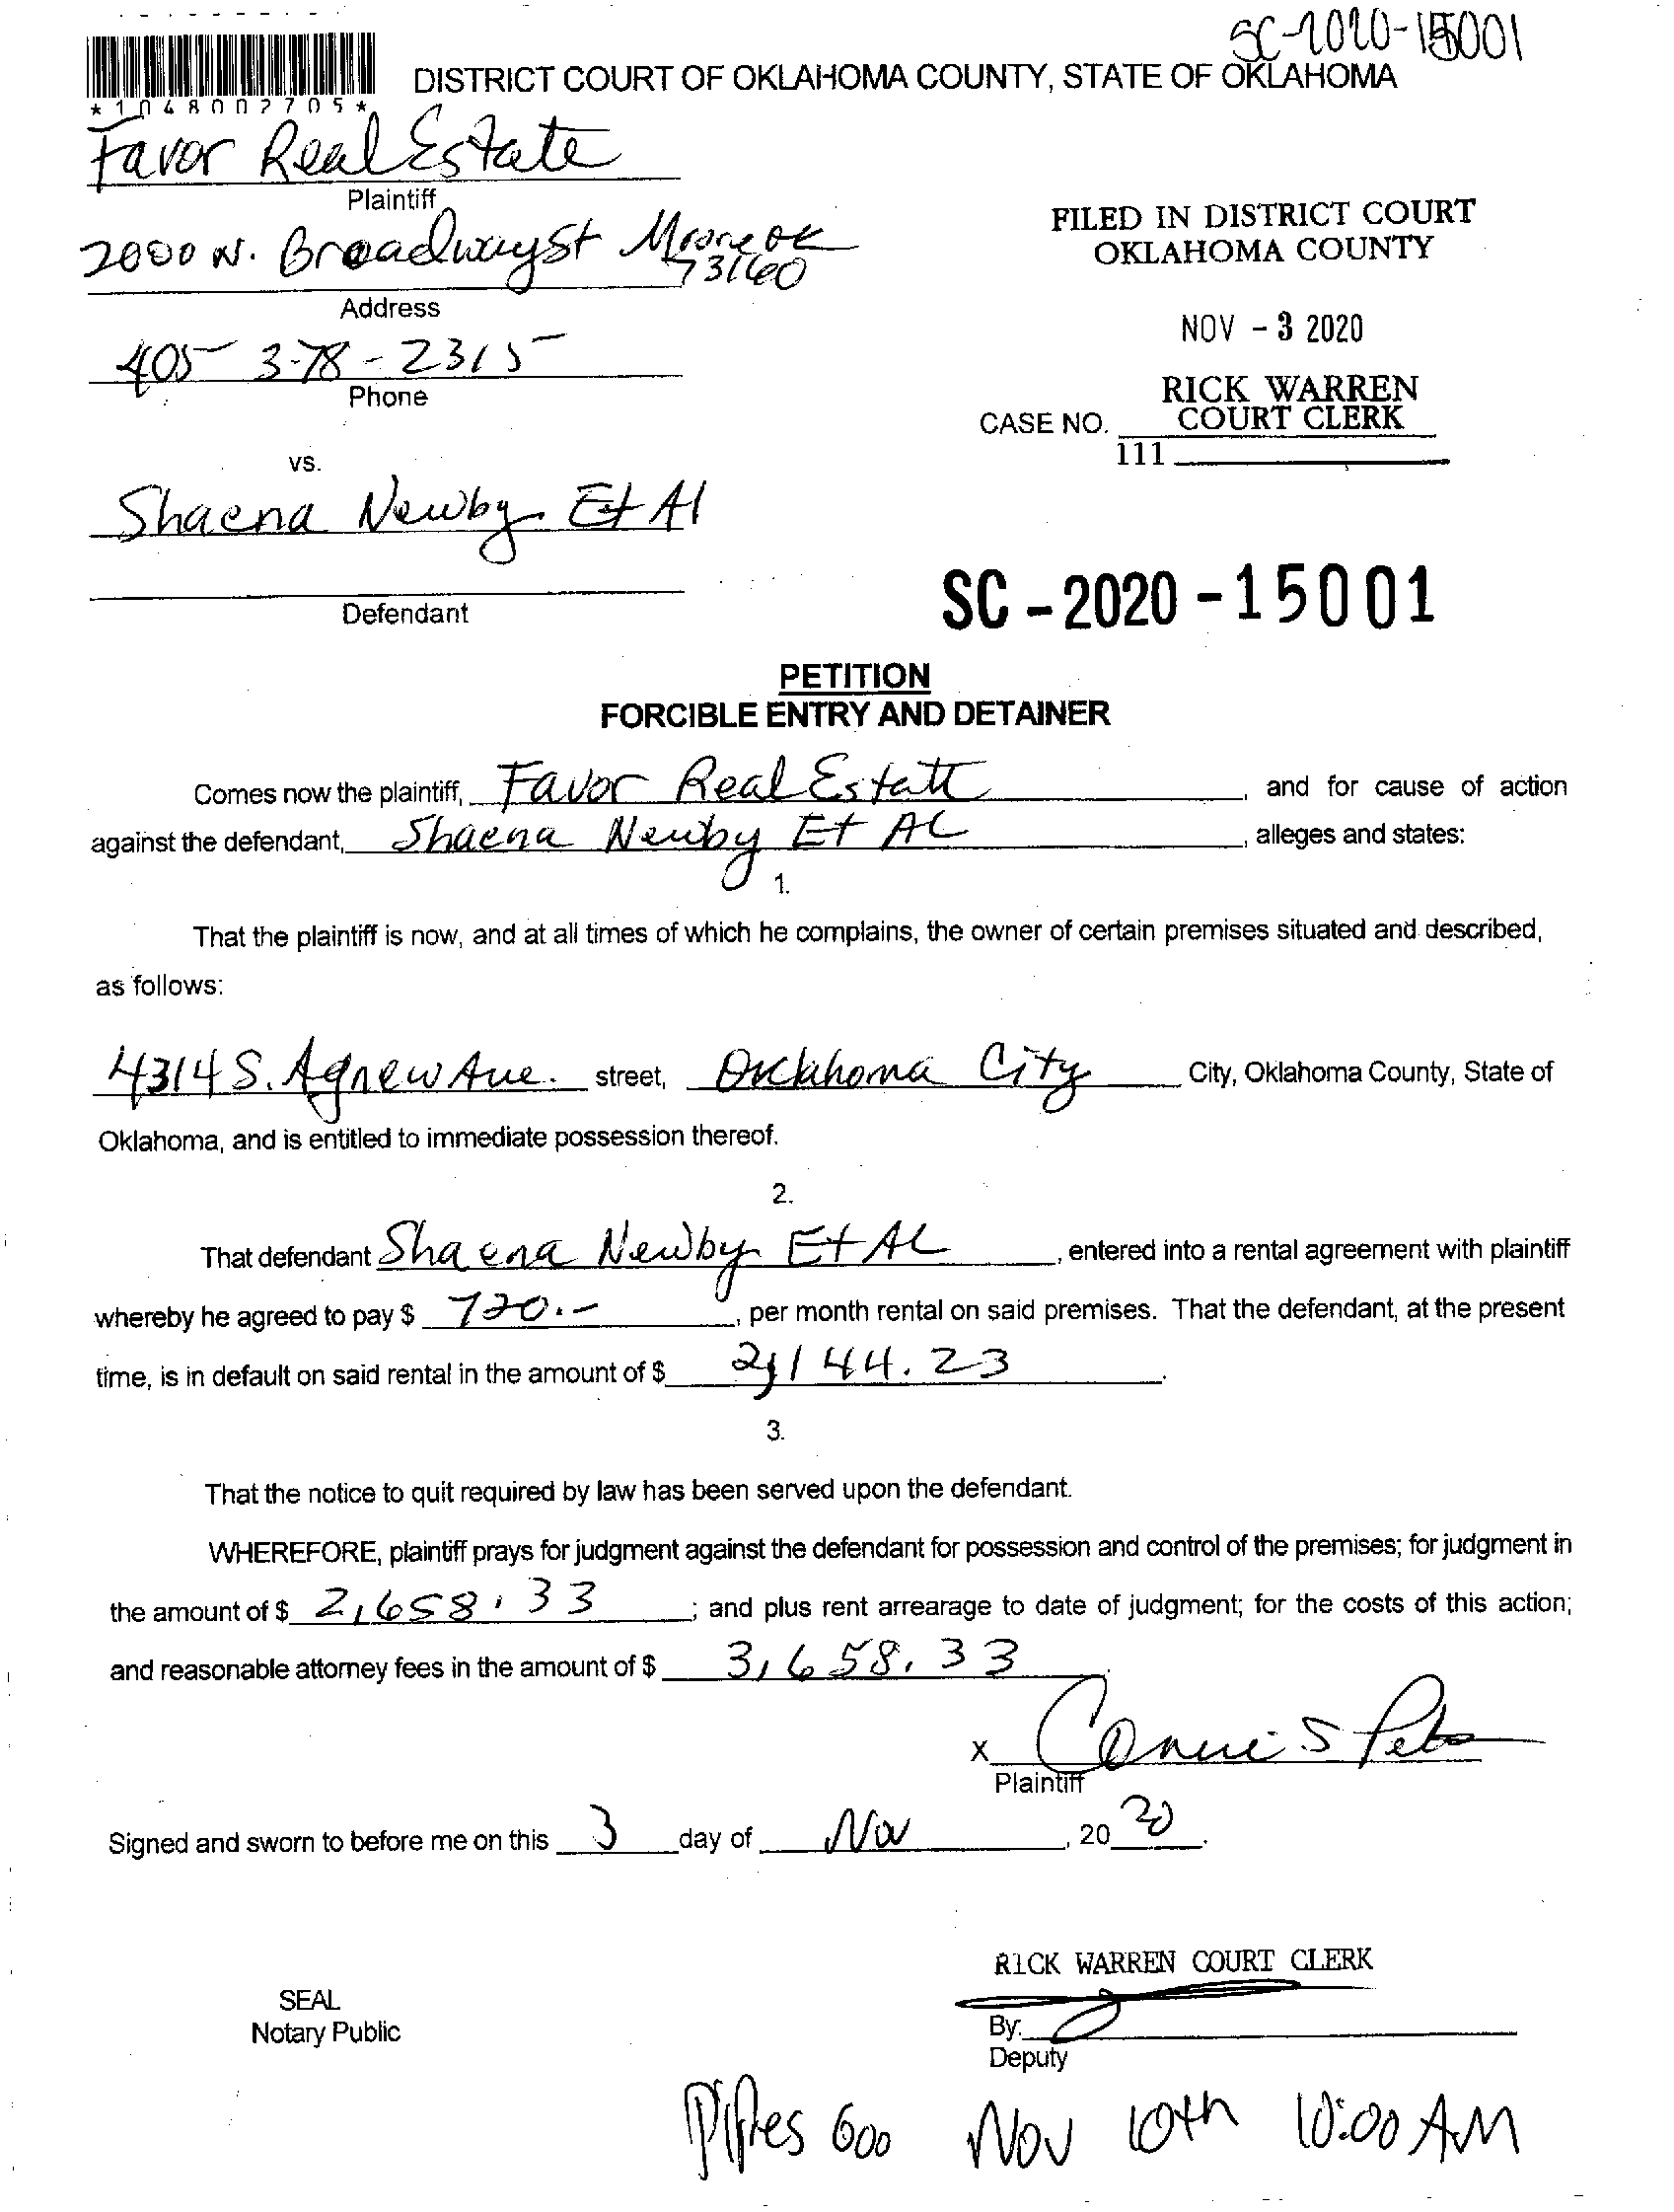 SC-2020-15001
*1048002705*
DISTRICT COURT OF OKLAHOMA COUNTY, STATE OF OKLAHOMA
Favor Real Estate
Plaintiff
2000 N. Broadway St Moore OK
73160
Address
405-378-2315
Phone
FILED IN DISTRICT COURT
OKLAHOMA COUNTY
NOV - 3 2020
RICK WARREN
COURT CLERK
CASE NO.
111
vs.
Shaena Newby Et Al
Defendant
SC - 2020 - 15001
PETITION
FORCIBLE ENTRY AND DETAINER
Comes now the plaintiff, Favor Real Estate, and for cause of action
against the defendant, Shaena Newby Et AL, alleges and states:
1.
That the plaintiff is now, and at all times of which he complains, the owner of certain premises situated and described,
as follows:
4314 S. Agnew Ave. street, Oklahoma City City, Oklahoma County, State of
Oklahoma, and is entitled to immediate possession thereof.
2.
That defendant Shaena Newby Et AL, entered into a rental agreement with plaintiff
whereby he agreed to pay $ 720.-, per month rental on said premises. That the defendant, at the present
time, is in default on said rental in the amount of $ 2,144.23.
3.
That the notice to quit required by law has been served upon the defendant.
WHEREFORE, plaintiff prays for judgment against the defendant for possession and control of the premises; for judgment in
the amount of $ 2,658.33; and plus rent arrearage to date of judgment; for the costs of this action;
and reasonable attorney fees in the amount of $ 3,658.33.
X Connie S
Plaintiff
Signed and sworn to before me on this 3 day of Nov, 20 20.
RICK WARREN COURT CLERK
SEAL
Notary Public
By:
Deputy
600 Nov 10th 10:00 AM